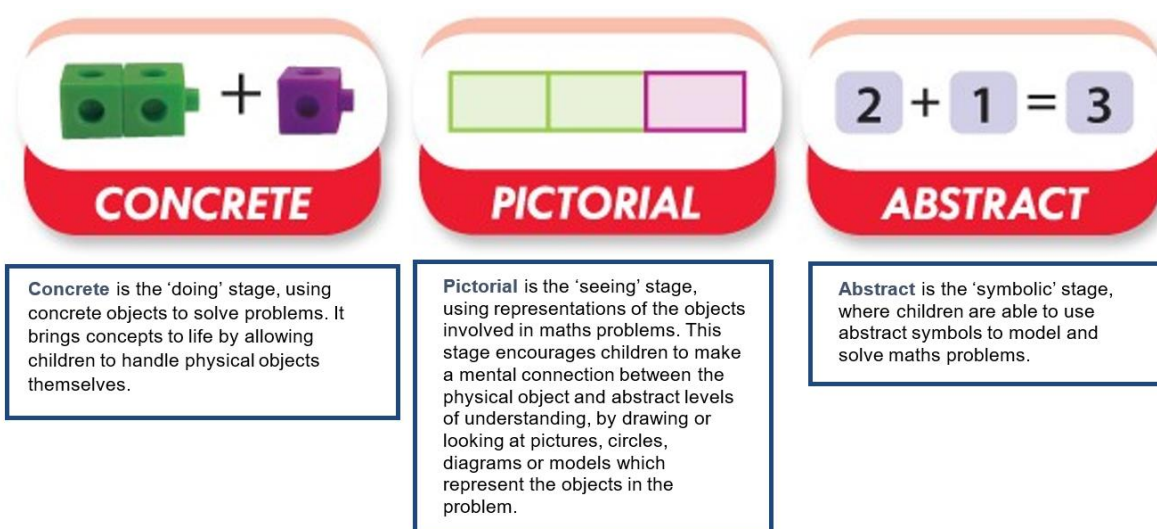 +
2 + 1 = 3
CONCRETE
PICTORIAL
ABSTRACT
Concrete is the ‘doing’ stage, using
concrete objects to solve problems. It
brings concepts to life by allowing
children to handle physical objects
themselves.
Pictorial is the ‘seeing’ stage,
using representations of the objects
involved in maths problems. This
stage encourages children to make
a mental connection between the
physical object and abstract levels
of understanding, by drawing or
looking at pictures, circles,
diagrams or models which
represent the objects in the
problem.
Abstract is the ‘symbolic’ stage,
where children are able to use
abstract symbols to model and
solve maths problems.